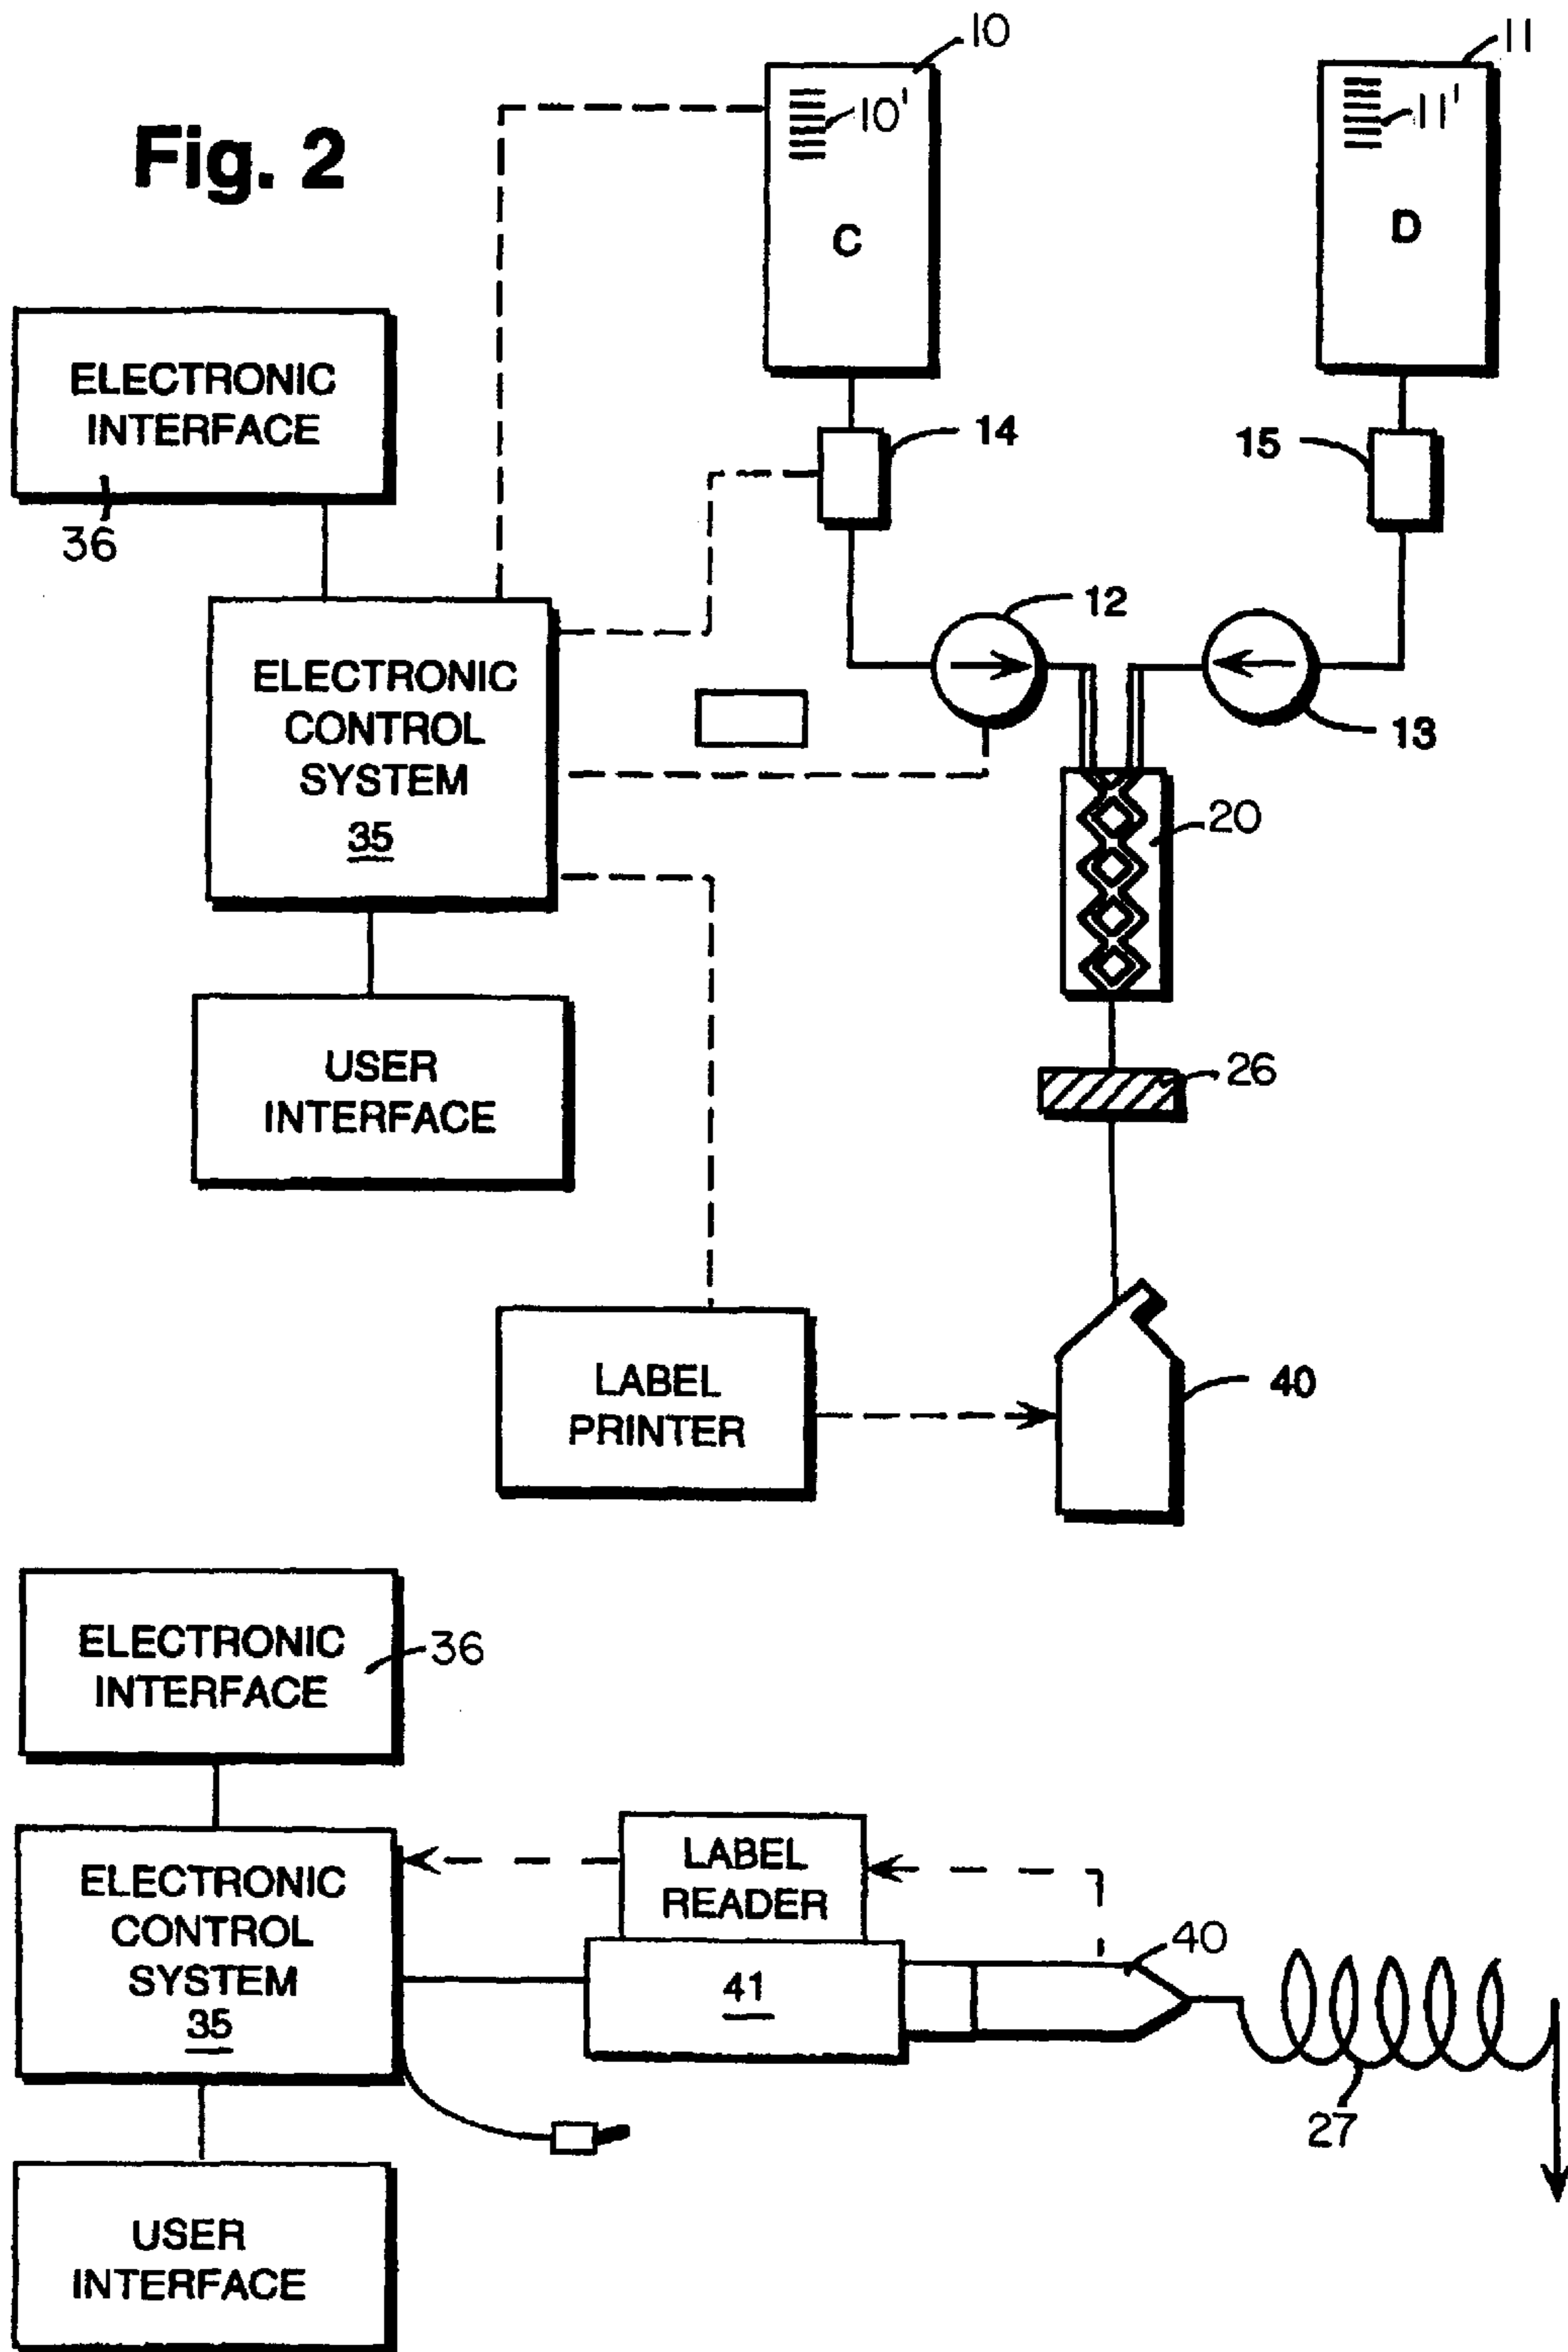 Fig. 2
10
11
10'
11'
C
D
ELECTRONIC
INTERFACE
36
14
15
12
13
ELECTRONIC
CONTROL
SYSTEM
35
20
USER
INTERFACE
26
LABEL
PRINTER
40
ELECTRONIC
INTERFACE
36
ELECTRONIC
CONTROL
SYSTEM
35
LABEL
READER
41
40
27
USER
INTERFACE